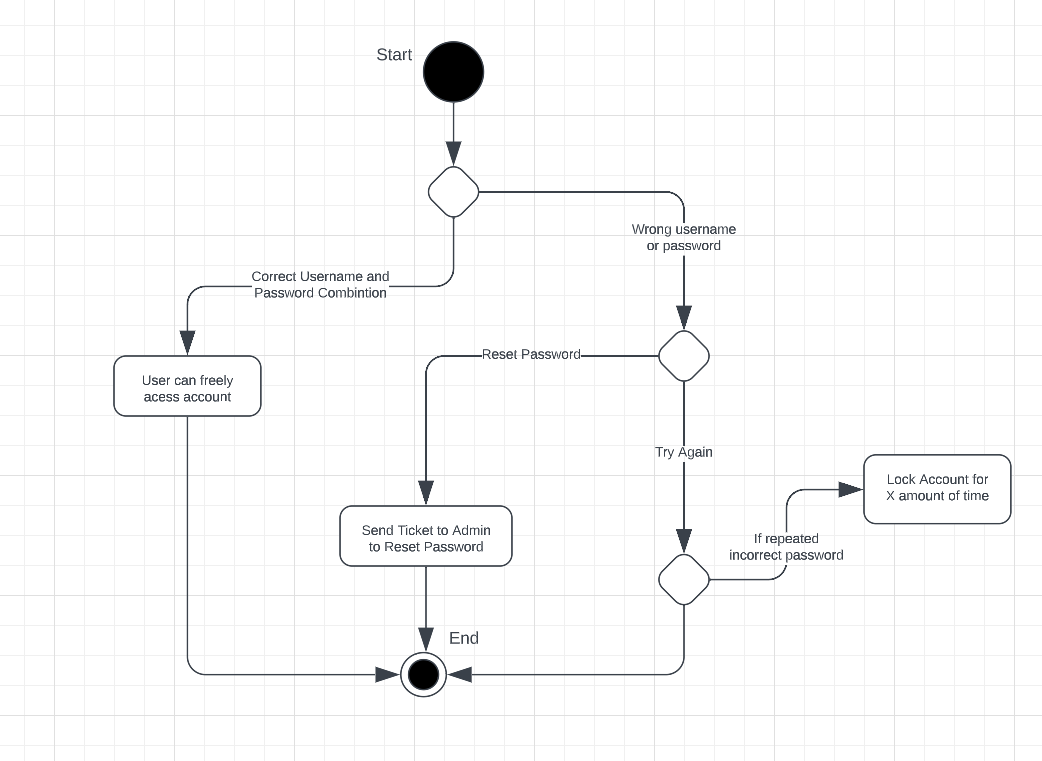 Start
Wrong username
or password
Correct Username and
Password Combintion
Reset Password
User can freely
acess account
Try Again
Lock Account for
X amount of time
Send Ticket to Admin
to Reset Password
If repeated
incorrect password
End